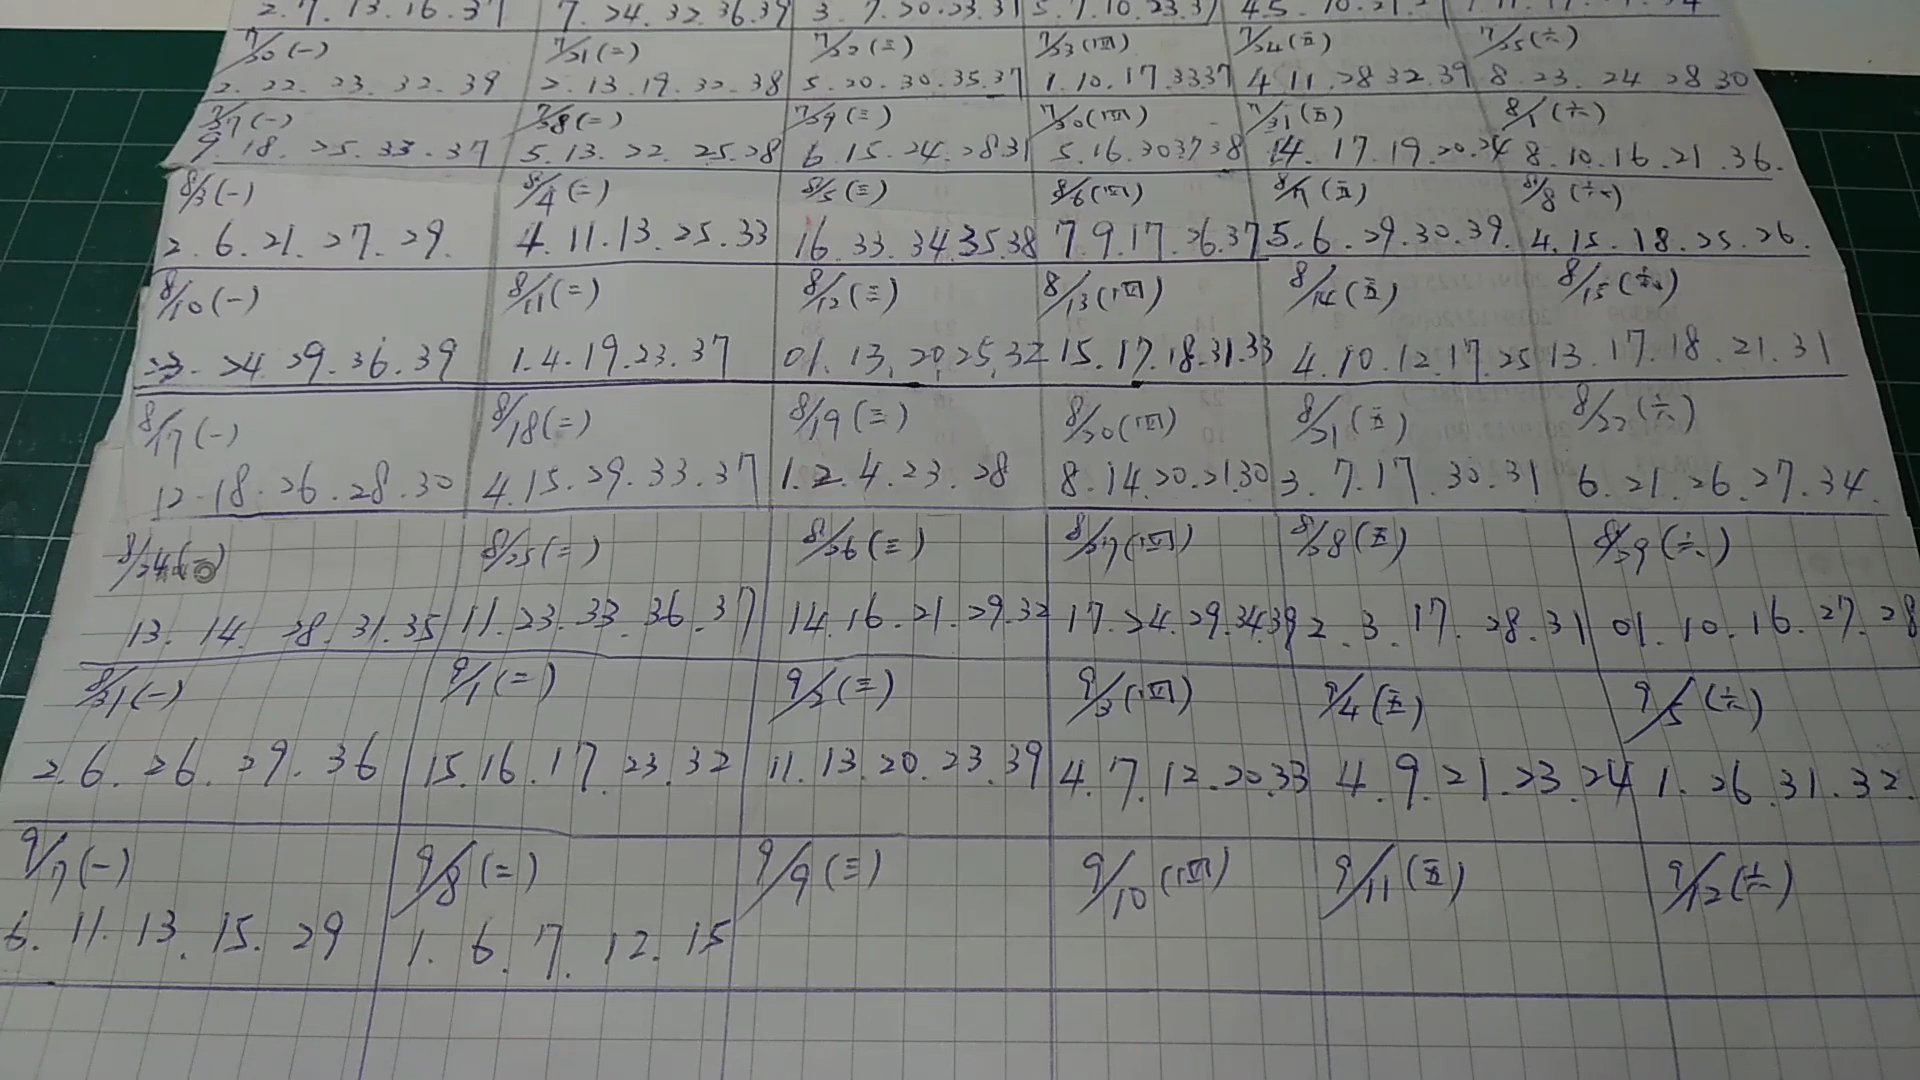 2. 7. 13. 16. 37 7. 24. 32. 36. 39 3. 7. 20. 23. 31 5. 7. 10. 23. 37
7/20 (一) 7/21 (二) 7/22 (三) 7/23 (四) 7/24 (五) 7/25 (六)
2. 22. 23. 32. 39 2. 13. 19. 32. 38 5. 20. 30. 35. 37 1. 10. 17. 33 37 4 11. 28 32. 39 8. 23. 24 28 30
7/27 (一) 7/28 (二) 7/29 (三) 7/30 (四) 7/31 (五) 8/1 (六)
9. 18. 25. 33. 37 5. 13. 22. 25. 28 6. 15. 24. 28 31 5. 16. 30 37 38 14. 17. 19. 20. 24 8. 10. 16. 21. 36.
8/3 (一) 8/4 (二) 8/5 (三) 8/6 (四) 8/7 (五) 8/8 (六)
2. 6. 21. 27. 29. 4. 11. 13. 25. 33 16. 33. 34. 35. 38 7. 9. 17. 26. 37 5. 6. 29. 30. 39. 4. 15. 18. 25. 26.
8/10 (一) 8/11 (二) 8/12 (三) 8/13 (四) 8/14 (五) 8/15 (六)
23. 24. 29. 36. 39 1. 4. 19. 23. 37 01. 13. 20. 25. 32 15. 17. 18. 31. 33 4. 10. 12. 17. 25 13. 17. 18. 21. 31
8/17 (一) 8/18 (二) 8/19 (三) 8/20 (四) 8/21 (五) 8/22 (六)
12. 18. 26. 28. 30 4. 15. 29. 33. 37 1. 2. 4. 23. 28 8. 14. 20. 21. 30 3. 7. 17. 30. 31 6. 21. 26. 27. 34.
8/24 8/25 (二) 8/26 (三) 8/27 (四) 8/28 (五) 8/29 (六)
13. 14. 28. 31. 35 11. 23. 33. 36. 37 14. 16. 21. 29. 32 17. 24. 29. 34. 39 2. 3. 17. 28. 31 01. 10. 16. 27. 28
8/31 (一) 9/1 (二) 9/2 (三) 9/3 (四) 9/4 (五) 9/5 (六)
2. 6. 26. 29. 36 15. 16. 17. 23. 32 11. 13. 20. 23. 39 4. 7. 12. 20. 33 4. 9. 21. 23. 24 1. 26. 31. 32.
9/7 (一) 9/8 (二) 9/9 (三) 9/10 (四) 9/11 (五) 9/12 (六)
6. 11. 13. 15. 29 1. 6. 7. 12. 15